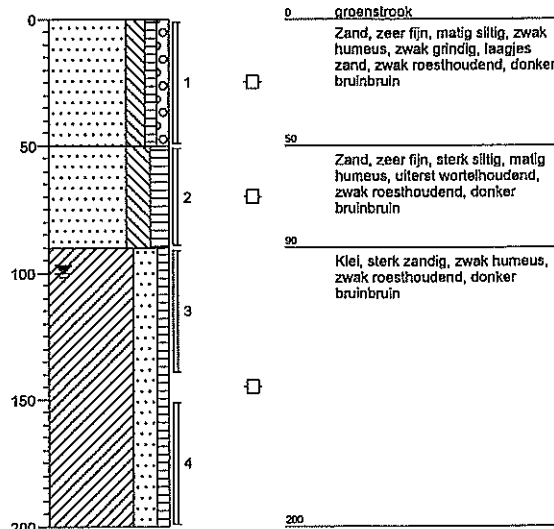 0
50
100
150
200
1
2
3
4
0 groenstrook
Zand, zeer fijn, matig siltig, zwak
humeus, zwak grindig, laagjes
zand, zwak roesthoudend, donker
bruinbruin
50
Zand, zeer fijn, sterk siltig, matig
humeus, uiterst wortelhoudend,
zwak roesthoudend, donker
bruinbruin
90
Klei, sterk zandig, zwak humeus,
zwak roesthoudend, donker
bruinbruin
200